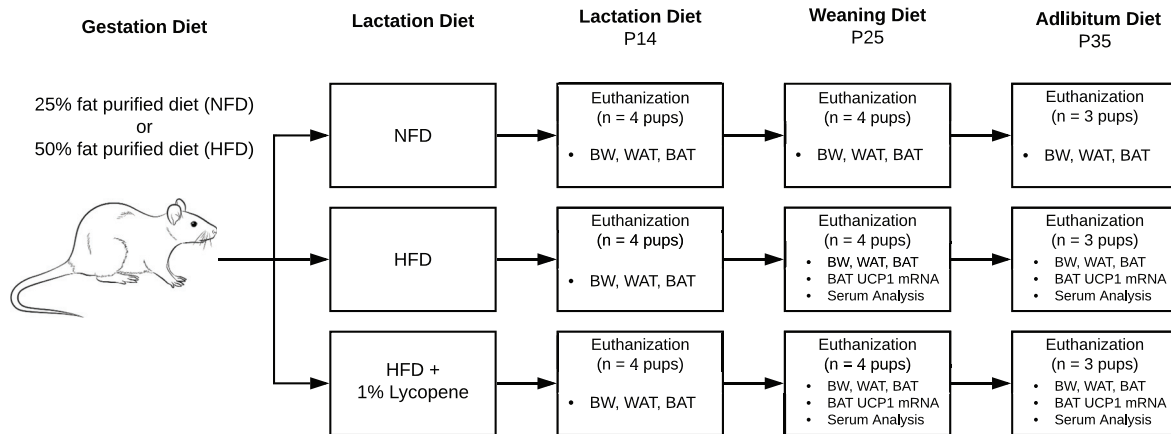 Gestation Diet
Lactation Diet
Lactation Diet
P14
Weaning Diet
P25
Adlibitum Diet
P35
25% fat purified diet (NFD)
or
50% fat purified diet (HFD)
NFD
Euthanization
(n = 4 pups)
• BW, WAT, BAT
Euthanization
(n = 4 pups)
• BW, WAT, BAT
Euthanization
(n = 3 pups)
• BW, WAT, BAT
HFD
Euthanization
(n = 4 pups)
• BW, WAT, BAT
Euthanization
(n = 4 pups)
• BW, WAT, BAT
• BAT UCP1 mRNA
• Serum Analysis
Euthanization
(n = 3 pups)
• BW, WAT, BAT
• BAT UCP1 mRNA
• Serum Analysis
HFD +
1% Lycopene
Euthanization
(n = 4 pups)
• BW, WAT, BAT
Euthanization
(n = 4 pups)
• BW, WAT, BAT
• BAT UCP1 mRNA
• Serum Analysis
Euthanization
(n = 3 pups)
• BW, WAT, BAT
• BAT UCP1 mRNA
• Serum Analysis